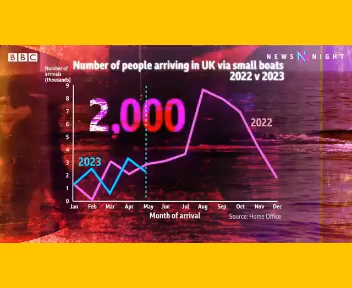 BBC
NEWSNIGHT
Number of people arriving in UK via small boats
2022 v 2023
Number of
arrivals
(thousands)
9
8
7
6
5
4
3
2
1
0
2,000
2022
2023
Jan Feb Mar Apr May Jun Jul Aug Sep Oct Nov Dec
Month of arrival
Source: Home Office